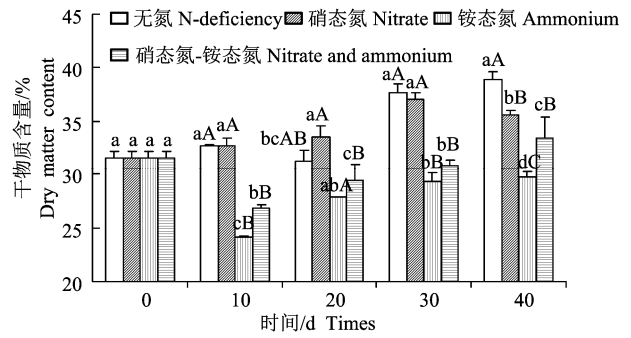 干物质含量/%
Dry matter content
45
40
35
30
25
20
无氮 N-deficiency 硝态氮 Nitrate 铵态氮 Ammonium
硝态氮-铵态氮 Nitrate and ammonium
a a a a
aA aA cB bB
bcAB aA abA cB
aA aA bB bB
aA bB dC cB
0 10 20 30 40
时间/d Times